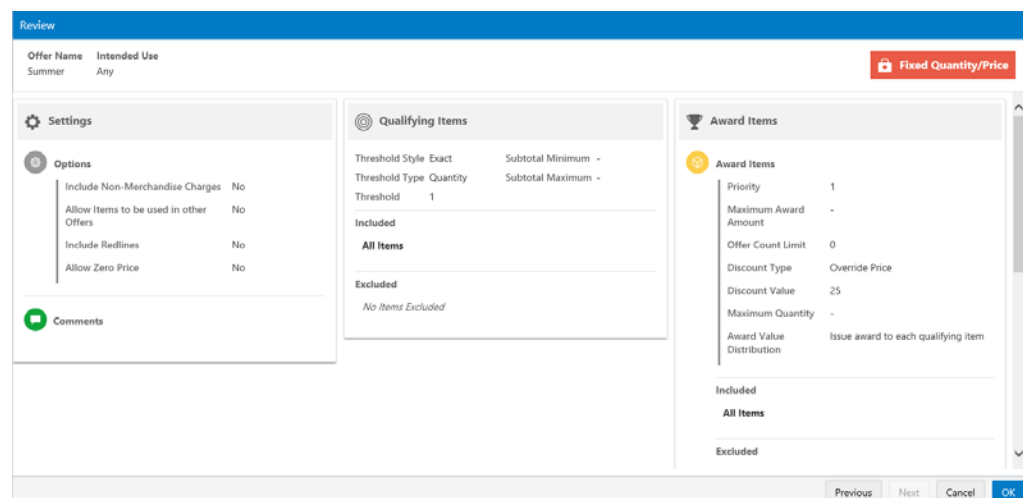 Review
Offer Name Intended Use
Summer Any
Fixed Quantity/Price
Settings
Options
Include Non-Merchandise Charges No
Allow Items to be used in other No
Offers
Include Redlines No
Allow Zero Price No
Comments
Qualifying Items
Threshold Style Exact Subtotal Minimum -
Threshold Type Quantity Subtotal Maximum -
Threshold 1
Included
All Items
Excluded
No Items Excluded
Award Items
Award Items
Priority 1
Maximum Award -
Amount
Offer Count Limit 0
Discount Type Override Price
Discount Value 25
Maximum Quantity -
Award Value Issue award to each qualifying item
Distribution
Included
All Items
Excluded
Previous Next Cancel OK